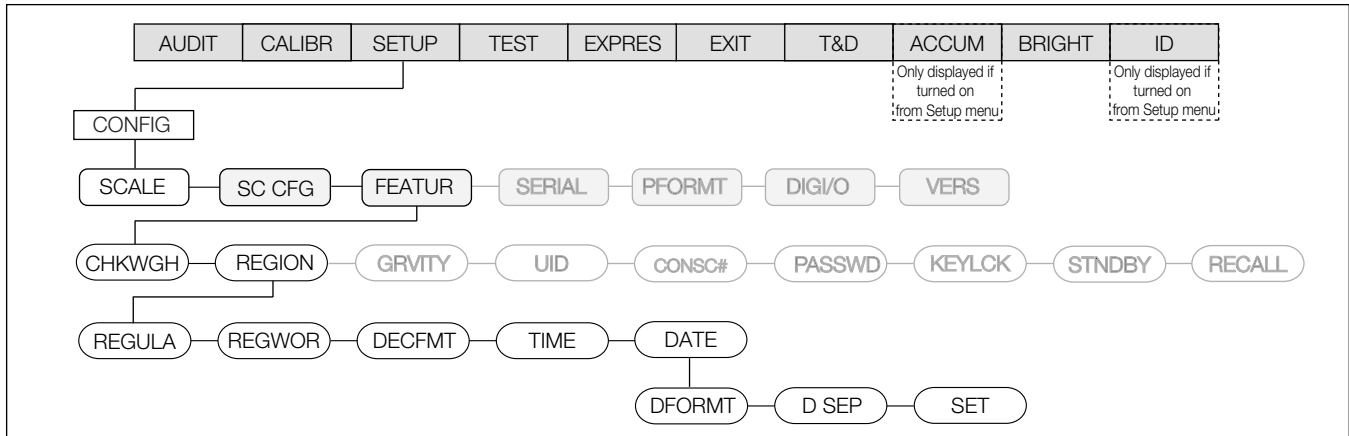 AUDIT CALIBR SETUP TEST EXPRES EXIT T&D ACCUM BRIGHT ID
Only displayed if
turned on
from Setup menu
Only displayed if
turned on
from Setup menu
CONFIG
SCALE SC CFG FEATUR SERIAL PFORMT DIGI/O VERS
CHKWGH REGION GRVITY UID CONSC# PASSWD KEYLCK STNDBY RECALL
REGULA REGWOR DECFMT TIME DATE
DFORMT D SEP SET